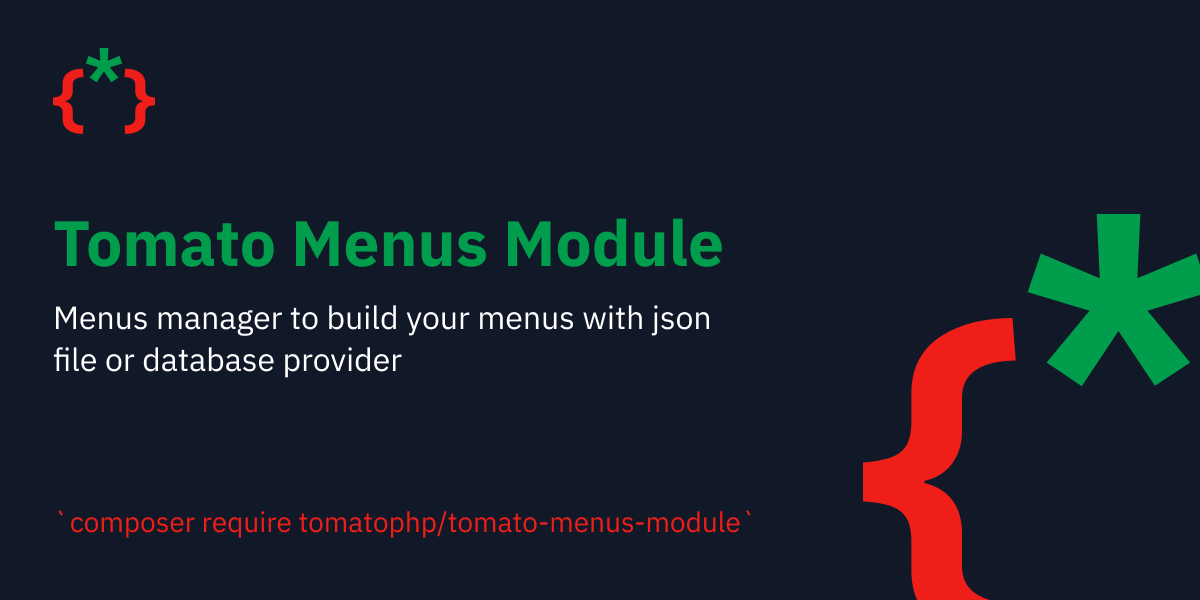 {*}
Tomato Menus Module
Menus manager to build your menus with json
file or database provider
`composer require tomatophp/tomato-menus-module`